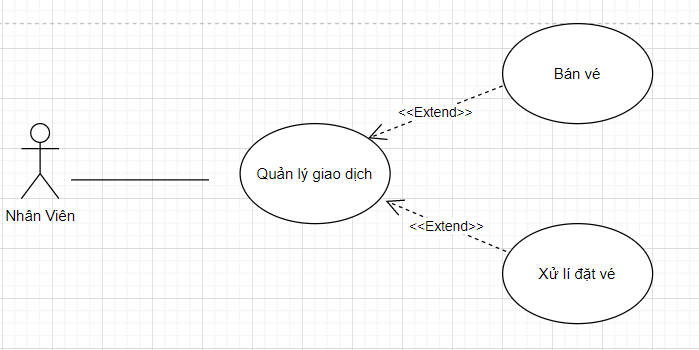 Bán vé
<<Extend>>
Quản lý giao dịch
Nhân Viên
<<Extend>>
Xử lí đặt vé